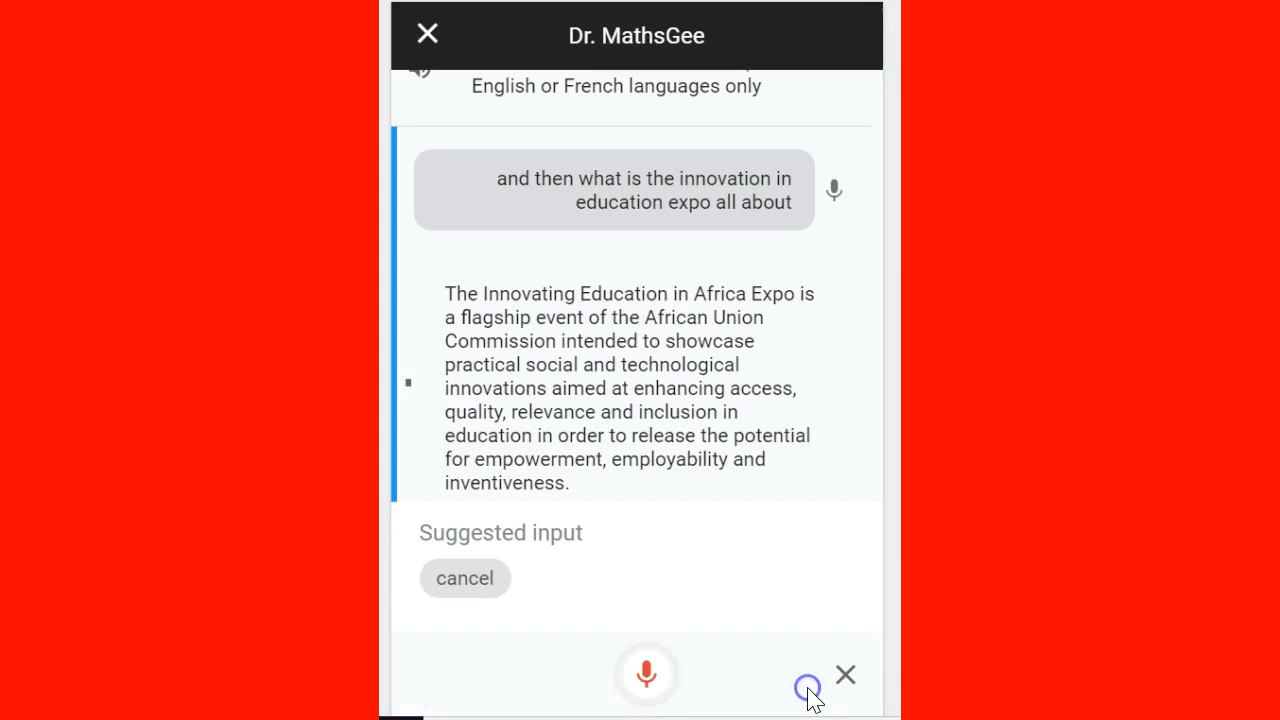 Dr. MathsGee
English or French languages only
and then what is the innovation in
education expo all about
The Innovating Education in Africa Expo is
a flagship event of the African Union
Commission intended to showcase
practical social and technological
innovations aimed at enhancing access,
quality, relevance and inclusion in
education in order to release the potential
for empowerment, employability and
inventiveness.
Suggested input
cancel